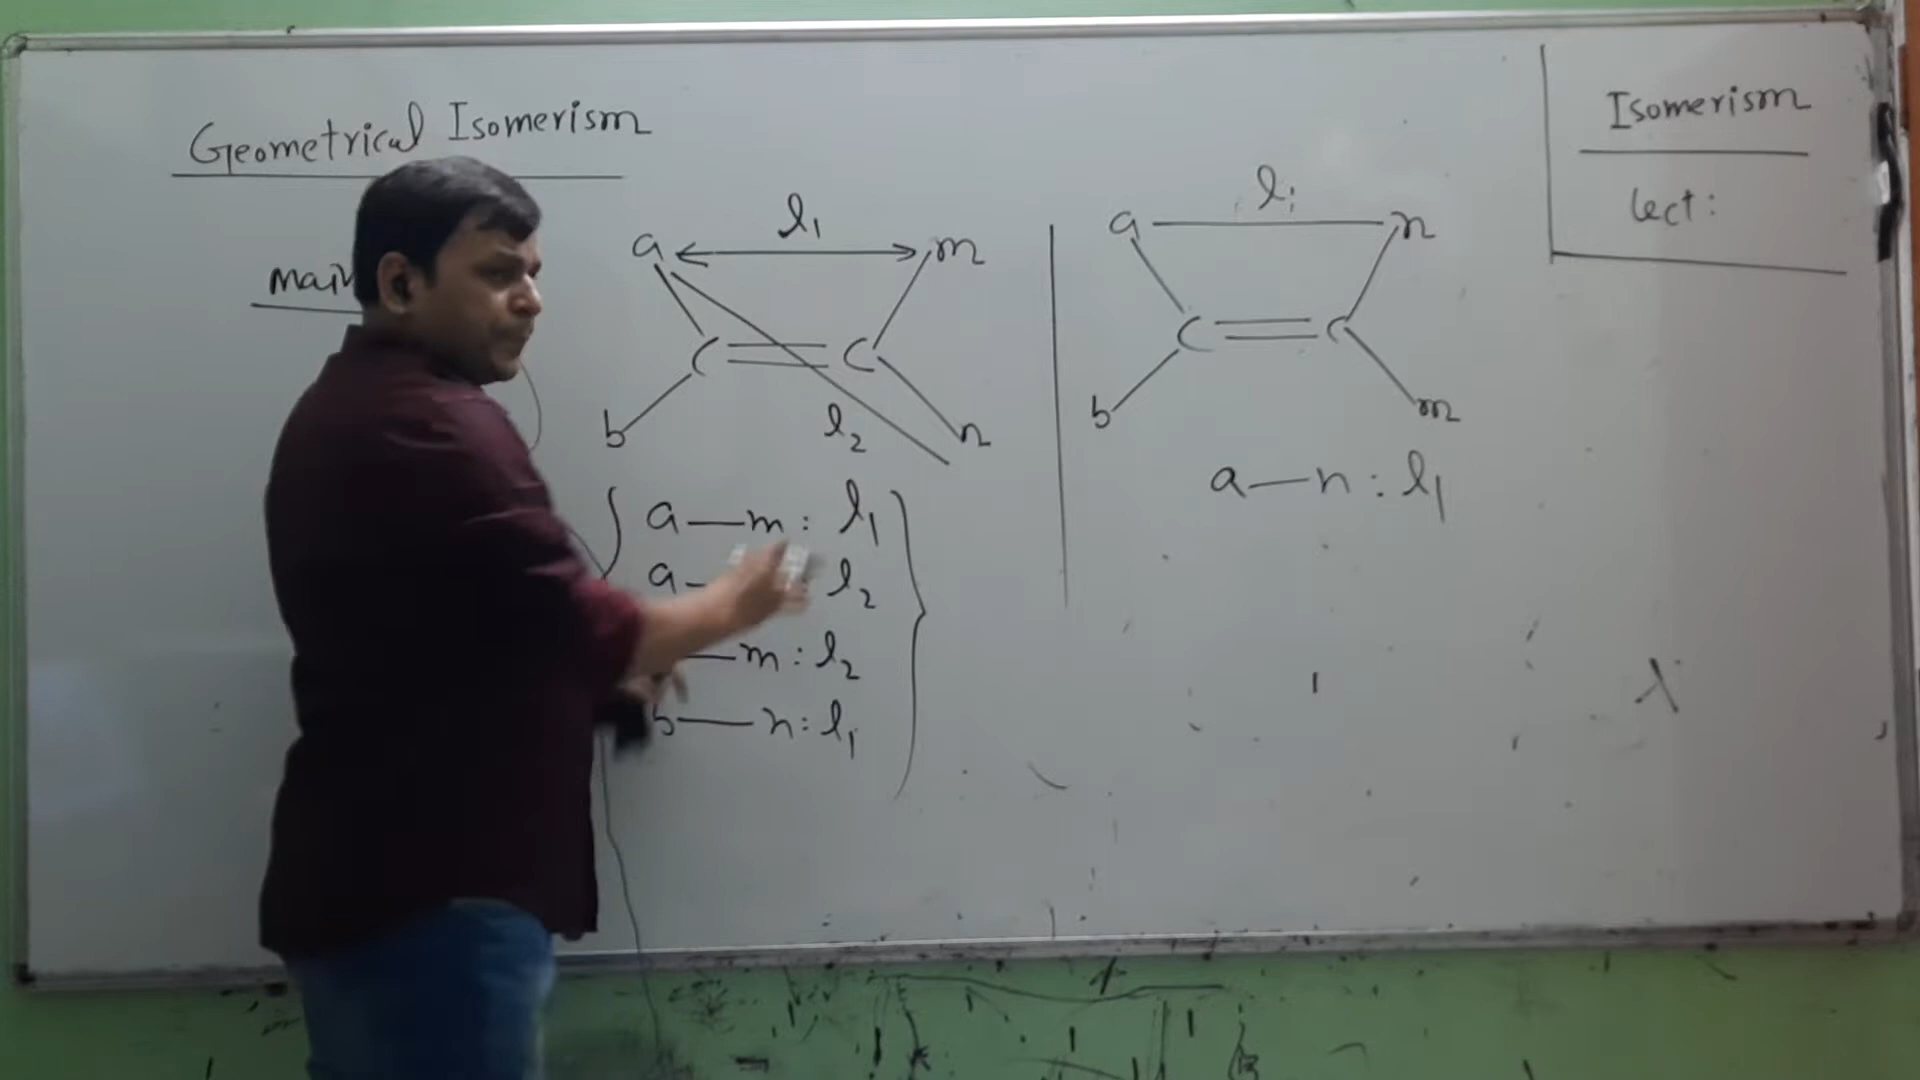 Geometrical Isomerism
Isomerism
Lect:
l1
a m
C C
b l2 n
a — m : l1
a - l2
— m : l2
b — n : l1
l1
a n
C C
b m
a — n : l1